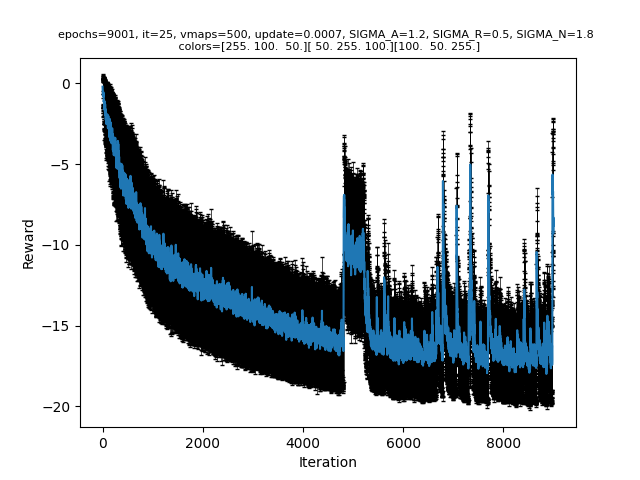 epochs=9001, it=25, vmaps=500, update=0.0007, SIGMA_A=1.2, SIGMA_R=0.5, SIGMA_N=1.8
colors=[255. 100.  50.][ 50. 255. 100.][100.  50. 255.]
0
−5
−10
−15
−20
Reward
0 2000 4000 6000 8000
Iteration